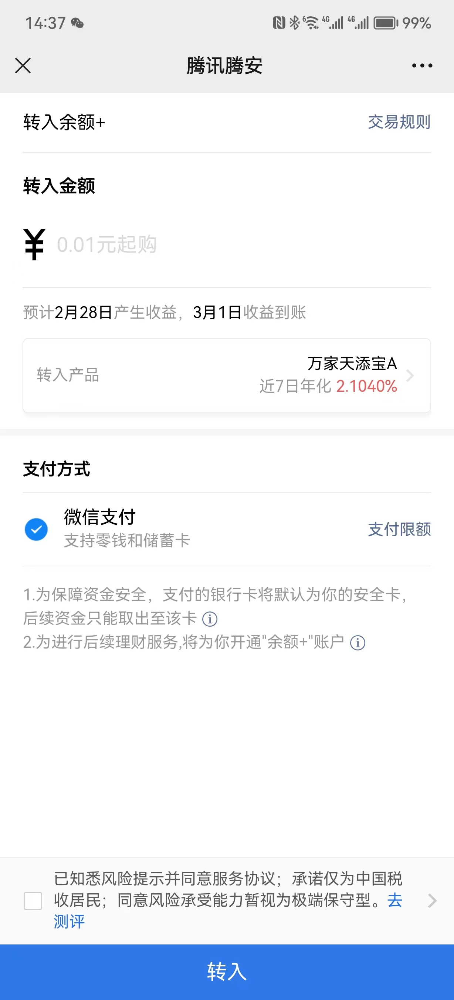 14:37 6 4G 4G 99%
腾讯腾安
转入余额+ 交易规则
转入金额
¥ 0.01元起购
预计2月28日产生收益，3月1日收益到账
万家天添宝A
转入产品
近7日年化 2.1040%
支付方式
微信支付
支付限额
支持零钱和储蓄卡
1.为保障资金安全，支付的银行卡将默认为你的安全卡，
后续资金只能取出至该卡
2.为进行后续理财服务,将为你开通"余额+"账户
已知悉风险提示并同意服务协议；承诺仅为中国税
收居民；同意风险承受能力暂视为极端保守型。去
测评
转入